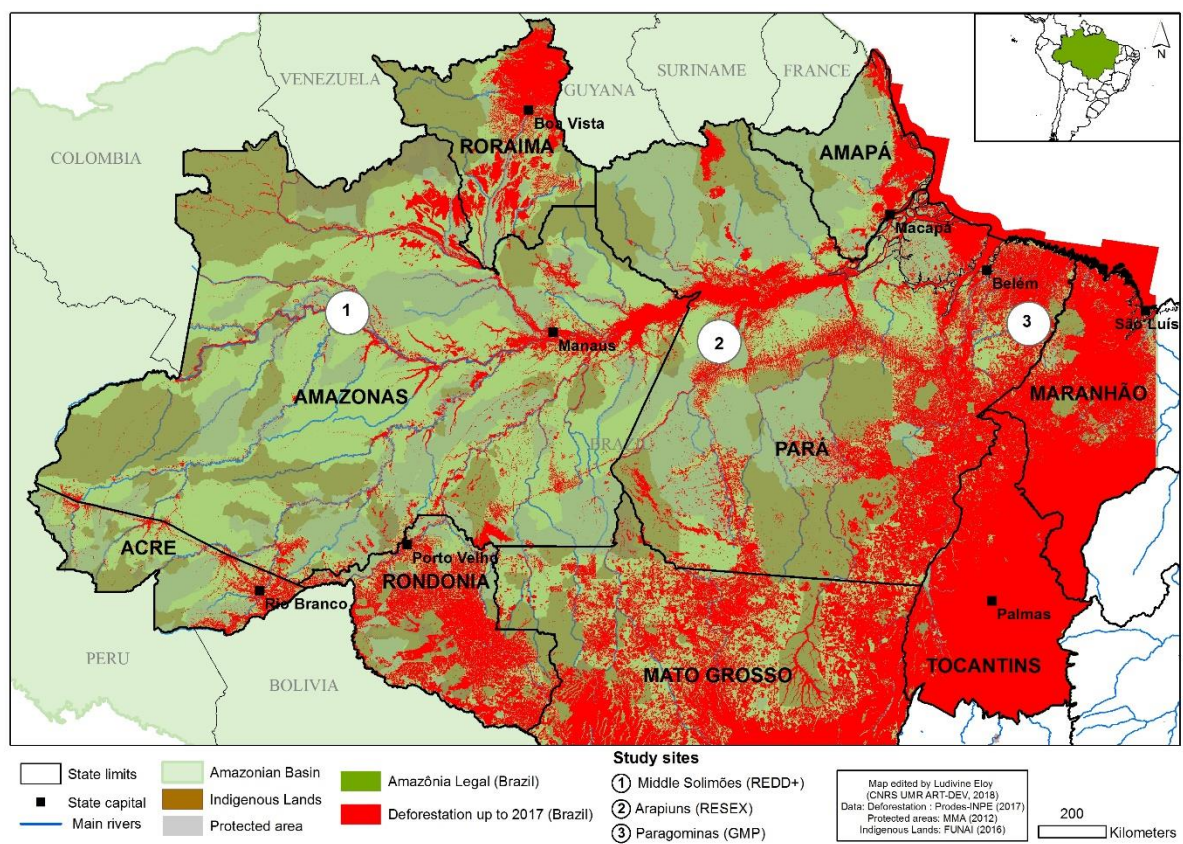 N
VENEZUELA
SURINAME
FRANCE
GUYANA
Boa Vista
COLOMBIA
RORAIMA
AMAPÁ
Macapá
Belém
1
3
São Luís
Manaus
2
MARANHÃO
AMAZONAS
BRAZIL
PARÁ
ACRE
Porto Velho
RONDONIA
Rio Branco
Palmas
PERU
MATO GROSSO
TOCANTINS
BOLIVIA
State limits
State capital
Main rivers
Amazonian Basin
Indigenous Lands
Protected area
Amazônia Legal (Brazil)
Deforestation up to 2017 (Brazil)
Study sites
1 Middle Solimões (REDD+)
2 Arapiuns (RESEX)
3 Paragominas (GMP)
Map edited by Ludivine Eloy
(CNRS UMR ART-DEV, 2018)
Data: Deforestation : Prodes-INPE (2017)
Protected areas: MMA (2012)
Indigenous Lands: FUNAI (2016)
200
Kilometers